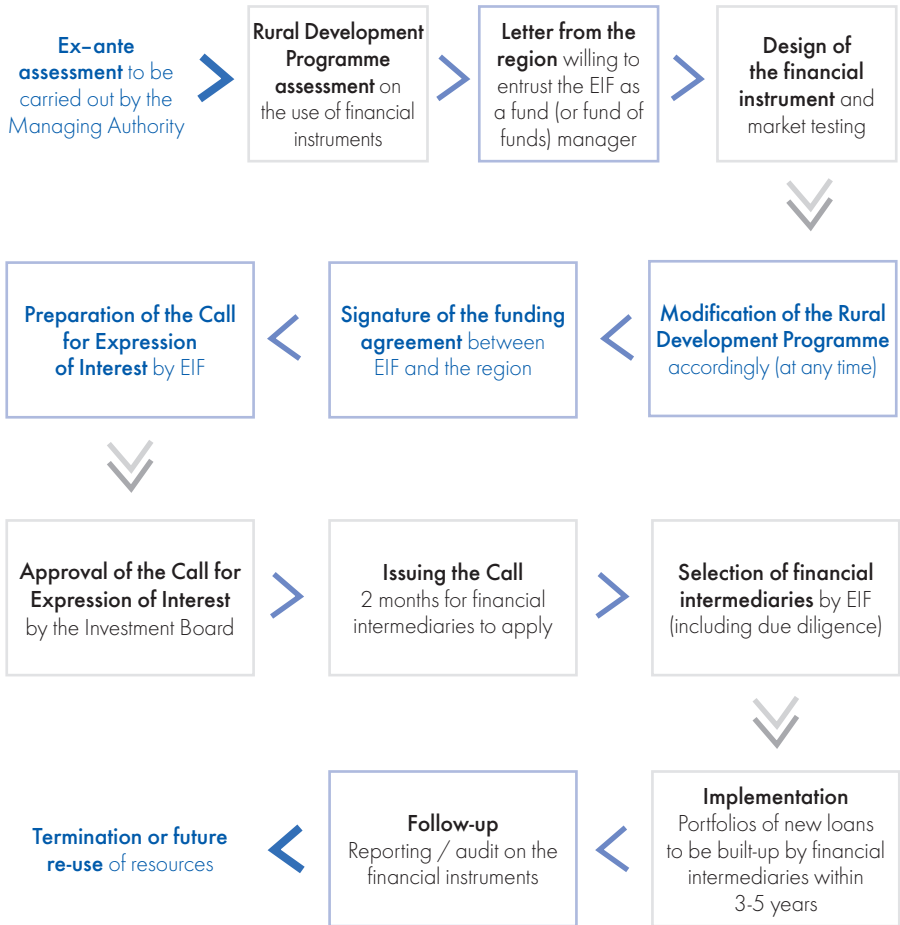 Ex–ante
assessment to be
carried out by the
Managing Authority
Rural Development
Programme
assessment on
the use of financial
instruments
Letter from the
region willing to
entrust the EIF as
a fund (or fund of
funds) manager
Design of
the financial
instrument and
market testing
Modification of the Rural
Development Programme
accordingly (at any time)
Signature of the funding
agreement between
EIF and the region
Preparation of the Call
for Expression
of Interest by EIF
Approval of the Call for
Expression of Interest
by the Investment Board
Issuing the Call
2 months for financial
intermediaries to apply
Selection of financial
intermediaries by EIF
(including due diligence)
Implementation
Portfolios of new loans
to be built-up by financial
intermediaries within
3-5 years
Follow-up
Reporting / audit on the
financial instruments
Termination or future
re-use of resources